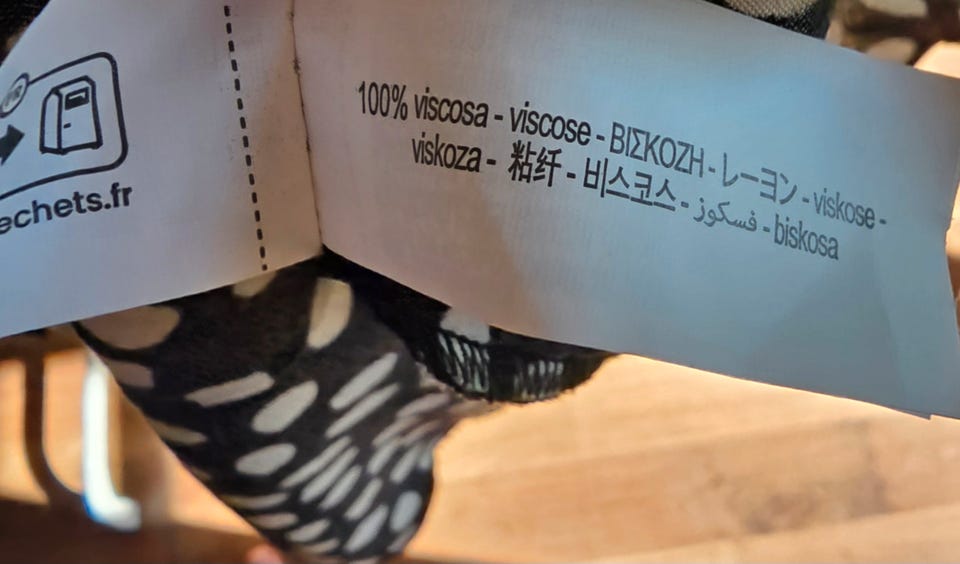 FR
echets.fr
100% viscosa - viscose - ΒΙΣΚΟΖΗ - レーヨン - viskose -
viskoza - 粘纤 - 비스코스 - فسكوز - biskosa